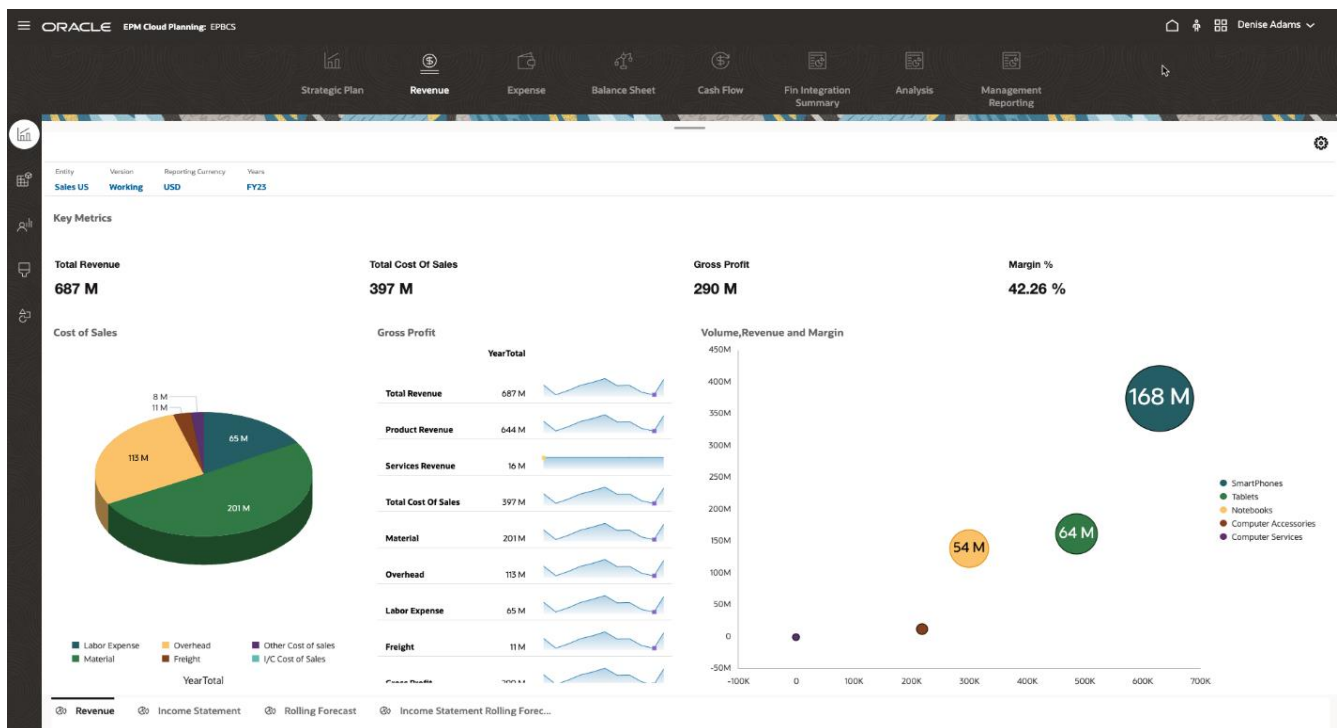 ORACLE EPM Cloud Planning: EPBCS
Denise Adams
Strategic Plan
Revenue
Expense
Balance Sheet
Cash Flow
Fin Integration
Summary
Analysis
Management
Reporting
Entity Version Reporting Currency Years
Sales US Working USD FY23
Key Metrics
Total Revenue
687 M
Total Cost Of Sales
397 M
Gross Profit
290 M
Margin %
42.26 %
Cost of Sales
8 M
11 M
65 M
113 M
201 M
Labor Expense
Overhead
Other Cost of sales
Material
Freight
I/C Cost of Sales
YearTotal
Gross Profit
YearTotal
Total Revenue 687 M
Product Revenue 644 M
Services Revenue 16 M
Total Cost Of Sales 397 M
Material 201 M
Overhead 113 M
Labor Expense 65 M
Freight 11 M
Gross Profit 290 M
Volume,Revenue and Margin
450M
400M
350M
300M
250M
200M
150M
100M
50M
0
-50M
-100K 0 100K 200K 300K 400K 500K 600K 700K
168 M
64 M
54 M
SmartPhones
Tablets
Notebooks
Computer Accessories
Computer Services
Revenue
Income Statement
Rolling Forecast
Income Statement Rolling Forec...